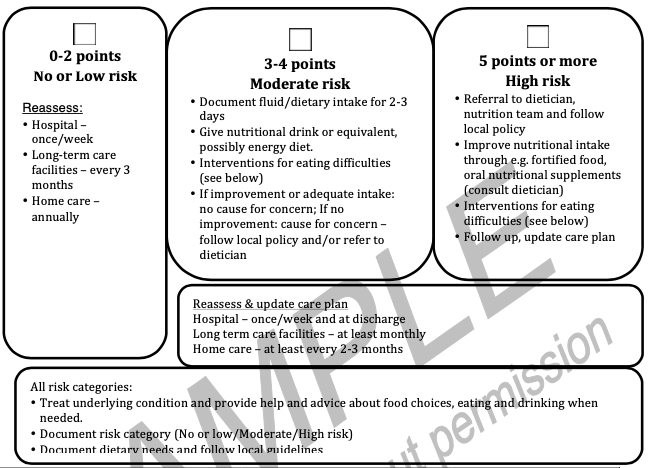 0-2 points
No or Low risk
Reassess:
• Hospital –
once/week
• Long-term care
facilities – every 3
months
• Home care –
annually
3-4 points
Moderate risk
• Document fluid/dietary intake for 2-3
days
• Give nutritional drink or equivalent,
possibly energy diet.
• Interventions for eating difficulties
(see below)
• If improvement or adequate intake:
no cause for concern; If no
improvement: cause for concern –
follow local policy and/or refer to
dietician
5 points or more
High risk
• Referral to dietician,
nutrition team and follow
local policy
• Improve nutritional intake
through e.g. fortified food,
oral nutritional supplements
(consult dietician)
• Interventions for eating
difficulties (see below)
• Follow up, update care plan
Reassess & update care plan
Hospital – once/week and at discharge
Long term care facilities – at least monthly
Home care – at least every 2-3 months
All risk categories:
• Treat underlying condition and provide help and advice about food choices, eating and drinking when
needed.
• Document risk category (No or low/Moderate/High risk)
• Document dietary needs and follow local guidelines
AMPLE
ut permission